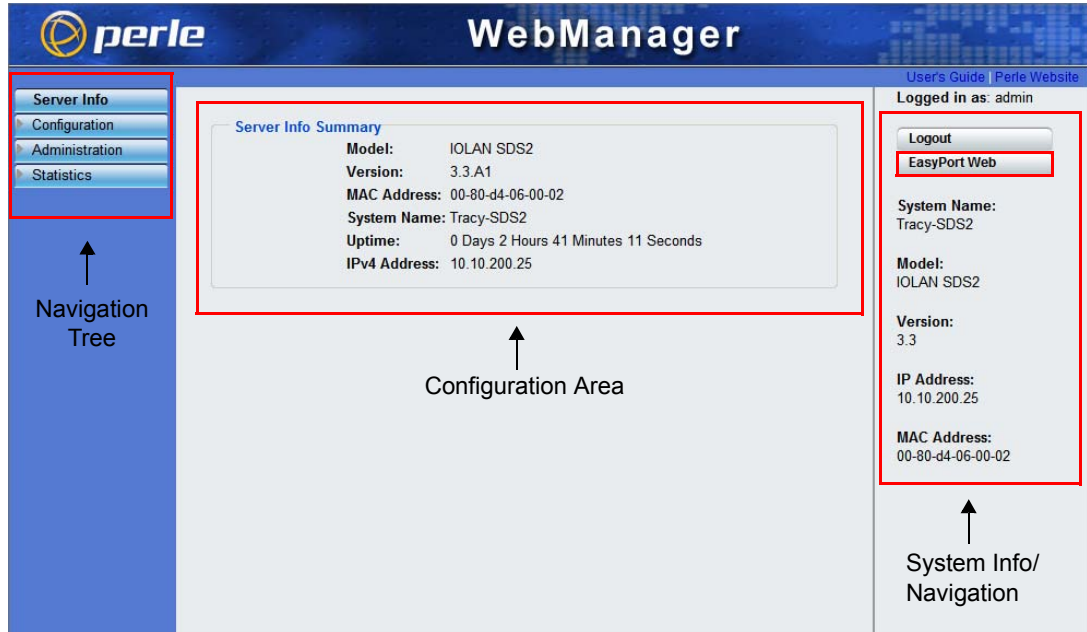 perle
WebManager
User's Guide | Perle Website
Server Info
Configuration
Administration
Statistics
Navigation
Tree
Server Info Summary
Model: IOLAN SDS2
Version: 3.3.A1
MAC Address: 00-80-d4-06-00-02
System Name: Tracy-SDS2
Uptime: 0 Days 2 Hours 41 Minutes 11 Seconds
IPv4 Address: 10.10.200.25
Configuration Area
Logged in as: admin
Logout
EasyPort Web
System Name:
Tracy-SDS2
Model:
IOLAN SDS2
Version:
3.3
IP Address:
10.10.200.25
MAC Address:
00-80-d4-06-00-02
System Info/
Navigation